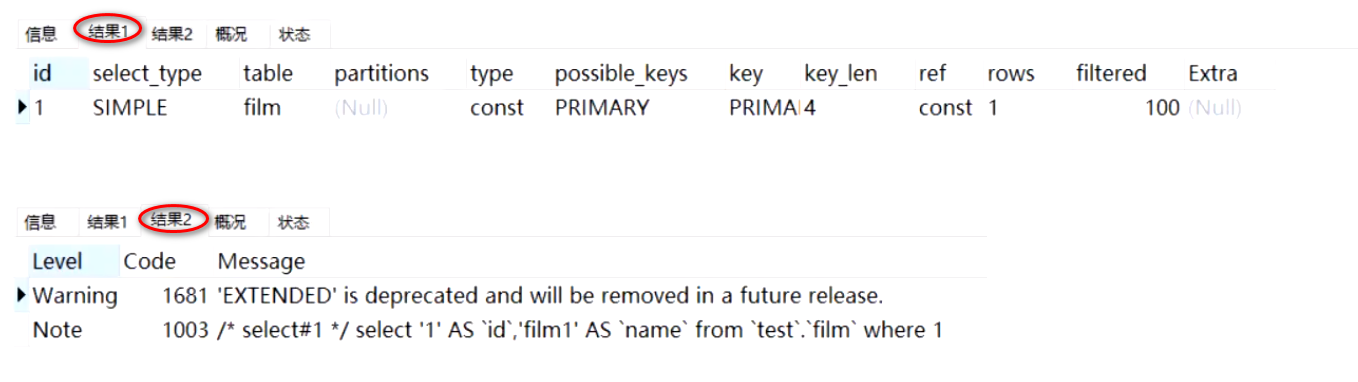 信息 结果1 结果2 概况 状态
id select_type table partitions type possible_keys key key_len ref rows filtered Extra
1 SIMPLE film (Null) const PRIMARY PRIMA 4 const 1 100 (Null)
信息 结果1 结果2 概况 状态
Level Code Message
Warning 1681 'EXTENDED' is deprecated and will be removed in a future release.
Note 1003 /* select#1 */ select '1' AS `id`,'film1' AS `name` from `test`.`film` where 1